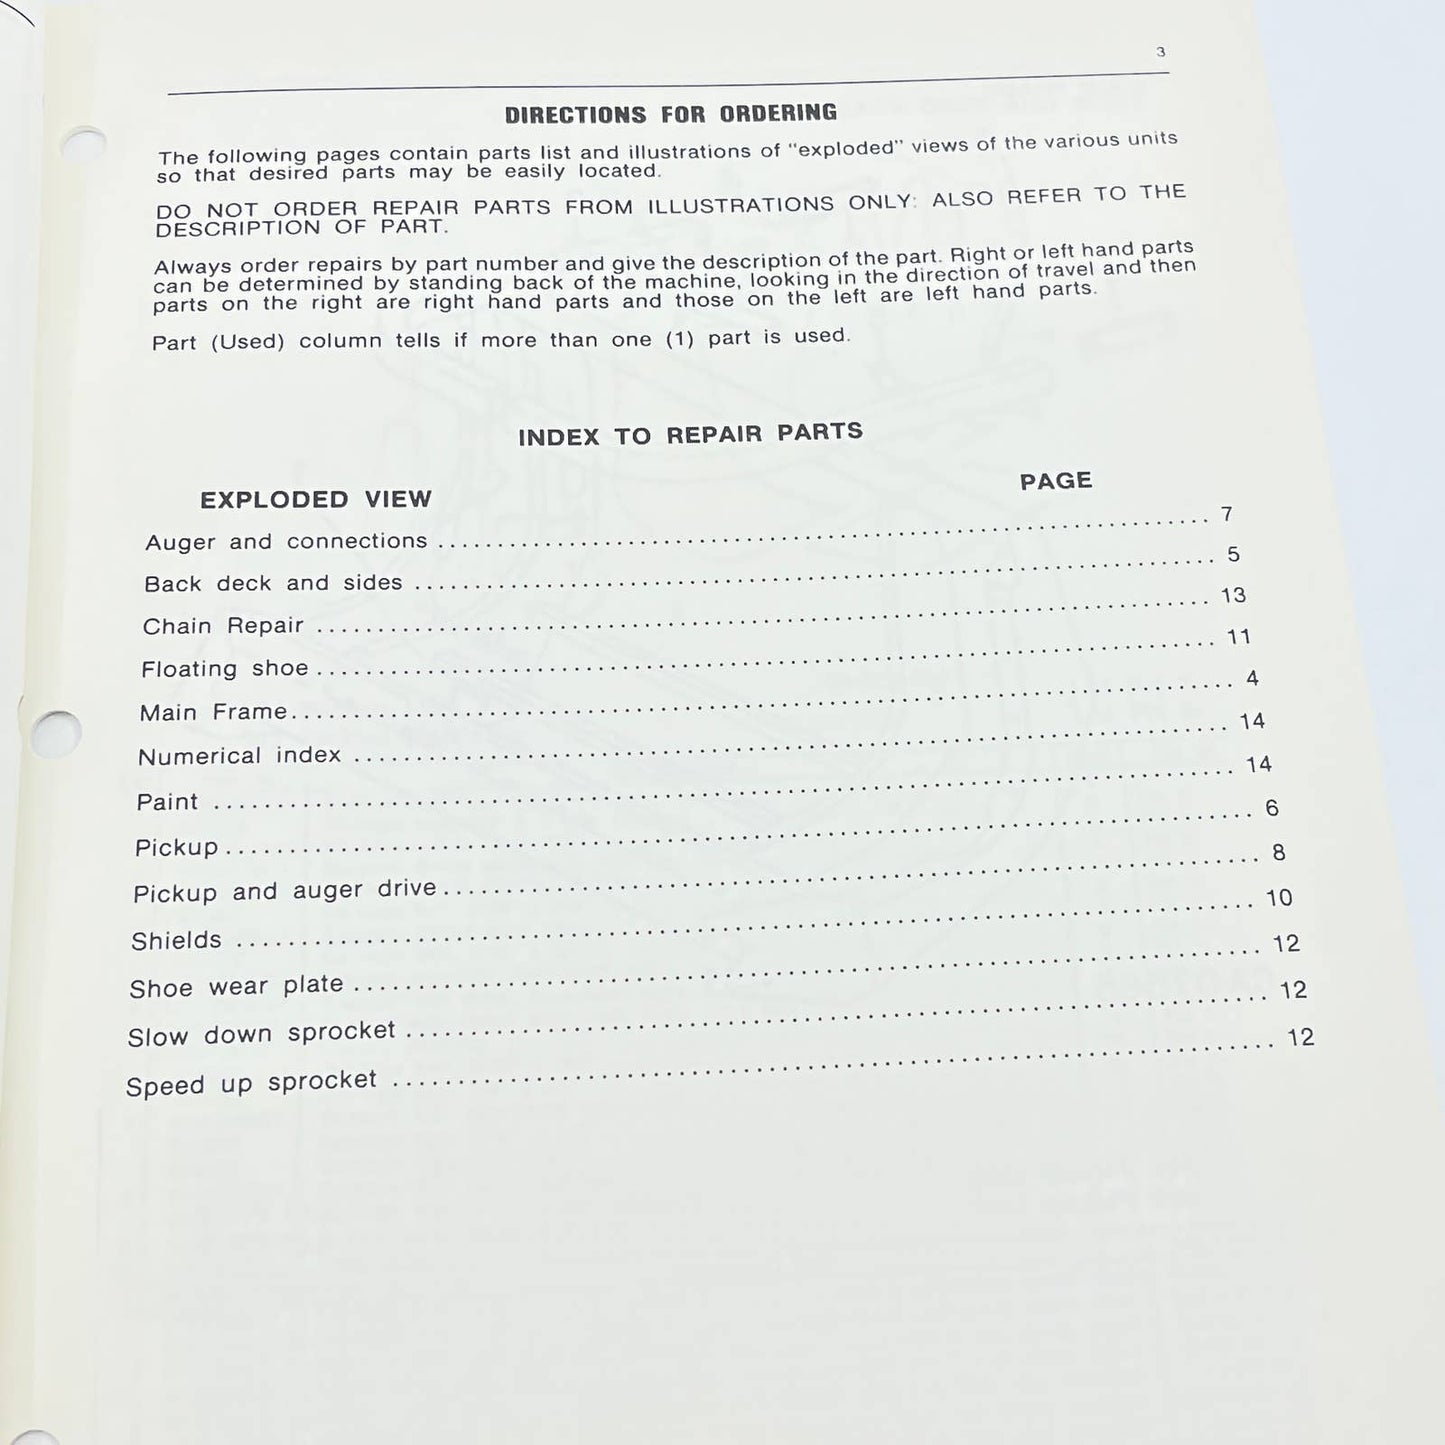 3
DIRECTIONS FOR ORDERING
The following pages contain parts list and illustrations of "exploded" views of the various units
so that desired parts may be easily located.
DO NOT ORDER REPAIR PARTS FROM ILLUSTRATIONS ONLY: ALSO REFER TO THE
DESCRIPTION OF PART.
Always order repairs by part number and give the description of the part. Right or left hand parts
can be determined by standing back of the machine, looking in the direction of travel and then
parts on the right are right hand parts and those on the left are left hand parts.
Part (Used) column tells if more than one (1) part is used.
INDEX TO REPAIR PARTS
EXPLODED VIEW PAGE
Auger and connections 7
Back deck and sides 5
Chain Repair 13
Floating shoe 11
Main Frame 4
Numerical index 14
Paint 14
Pickup 6
Pickup and auger drive 8
Shields 10
Shoe wear plate 12
Slow down sprocket 12
Speed up sprocket 12